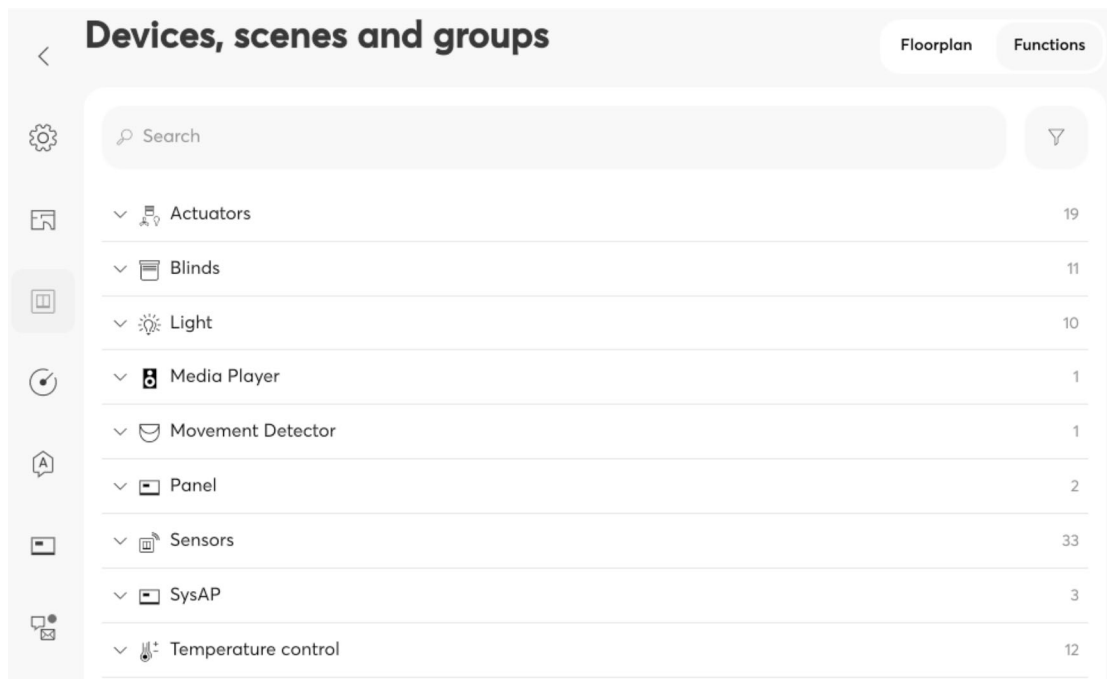 Devices, scenes and groups
Floorplan Functions
Search
Actuators 19
Blinds 11
Light 10
Media Player 1
Movement Detector 1
A
Panel 2
Sensors 33
SysAP 3
Temperature control 12